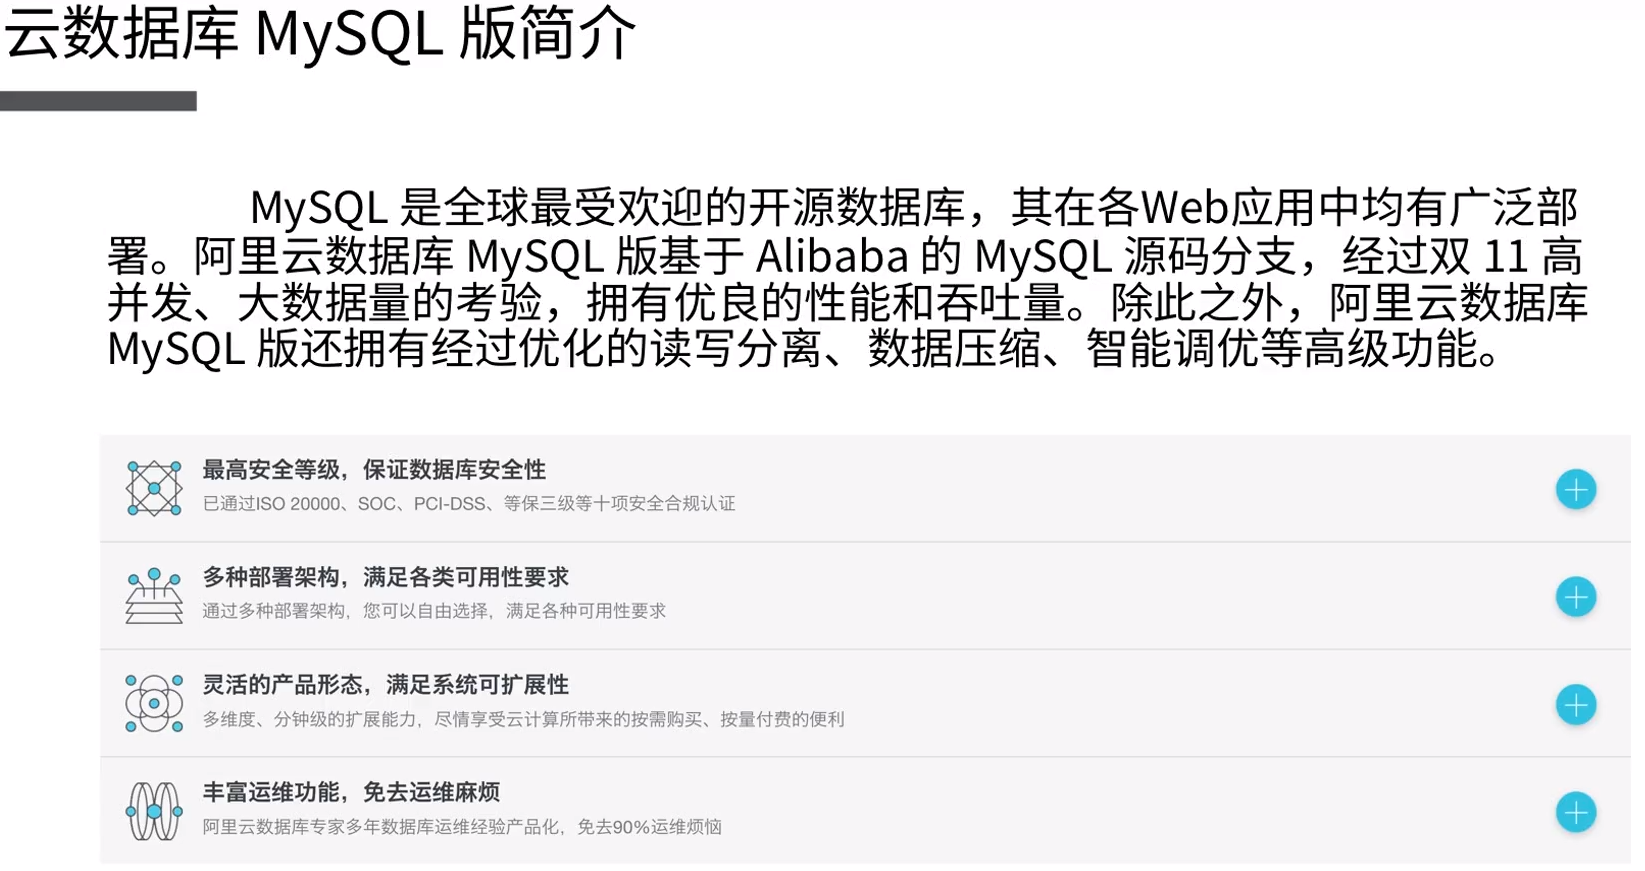 云数据库 MySQL 版简介
MySQL 是全球最受欢迎的开源数据库，其在各Web应用中均有广泛部
署。阿里云数据库 MySQL 版基于 Alibaba 的 MySQL 源码分支，经过双 11 高
并发、大数据量的考验，拥有优良的性能和吞吐量。除此之外，阿里云数据库
MySQL 版还拥有经过优化的读写分离、数据压缩、智能调优等高级功能。
最高安全等级，保证数据库安全性
已通过ISO 20000、SOC、PCI-DSS、等保三级等十项安全合规认证
多种部署架构，满足各类可用性要求
通过多种部署架构，您可以自由选择，满足各种可用性要求
灵活的产品形态，满足系统可扩展性
多维度、分钟级的扩展能力，尽情享受云计算所带来的按需购买、按量付费的便利
丰富运维功能，免去运维麻烦
阿里云数据库专家多年数据库运维经验产品化，免去90%运维烦恼